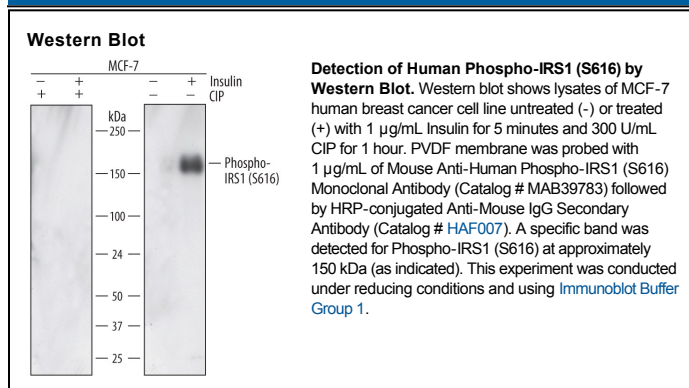 Western Blot
MCF-7
– + – + Insulin
+ + – – CIP
kDa
250
150
100
24
50
37
25
Phospho-
IRS1 (S616)
Detection of Human Phospho-IRS1 (S616) by
Western Blot. Western blot shows lysates of MCF-7
human breast cancer cell line untreated (-) or treated
(+) with 1 µg/mL Insulin for 5 minutes and 300 U/mL
CIP for 1 hour. PVDF membrane was probed with
1 µg/mL of Mouse Anti-Human Phospho-IRS1 (S616)
Monoclonal Antibody (Catalog # MAB39783) followed
by HRP-conjugated Anti-Mouse IgG Secondary
Antibody (Catalog # HAF007). A specific band was
detected for Phospho-IRS1 (S616) at approximately
150 kDa (as indicated). This experiment was conducted
under reducing conditions and using Immunoblot Buffer
Group 1.